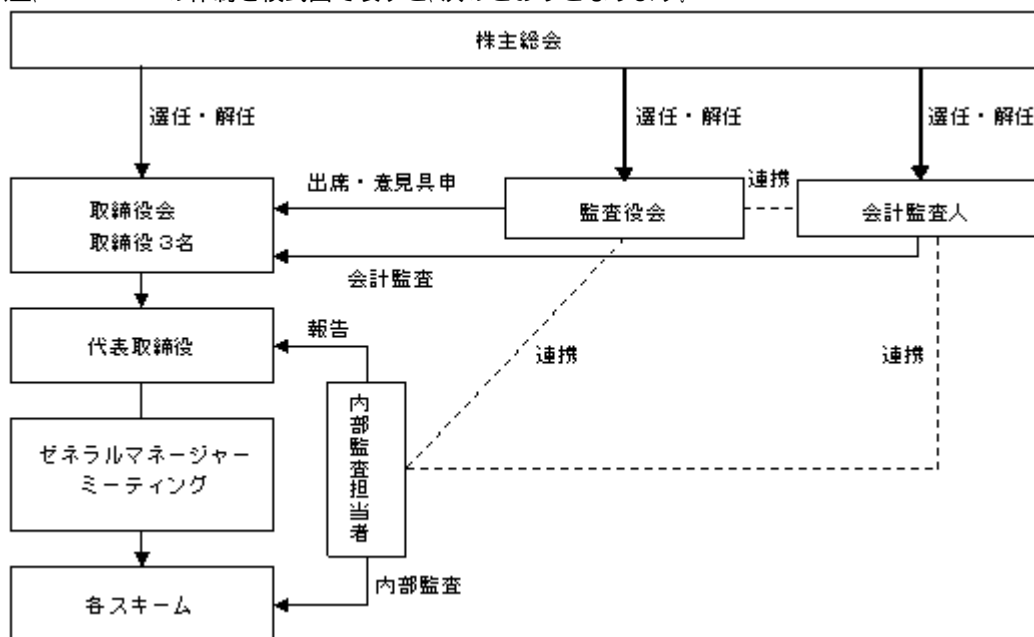 株主総会
選任・解任
選任・解任
選任・解任
出席・意見具申
連携
取締役会
取締役3名
監査役会
会計監査人
会計監査
報告
代表取締役
連携
連携
内部監査担当者
ゼネラルマネージャー
ミーティング
内部監査
各スキーム